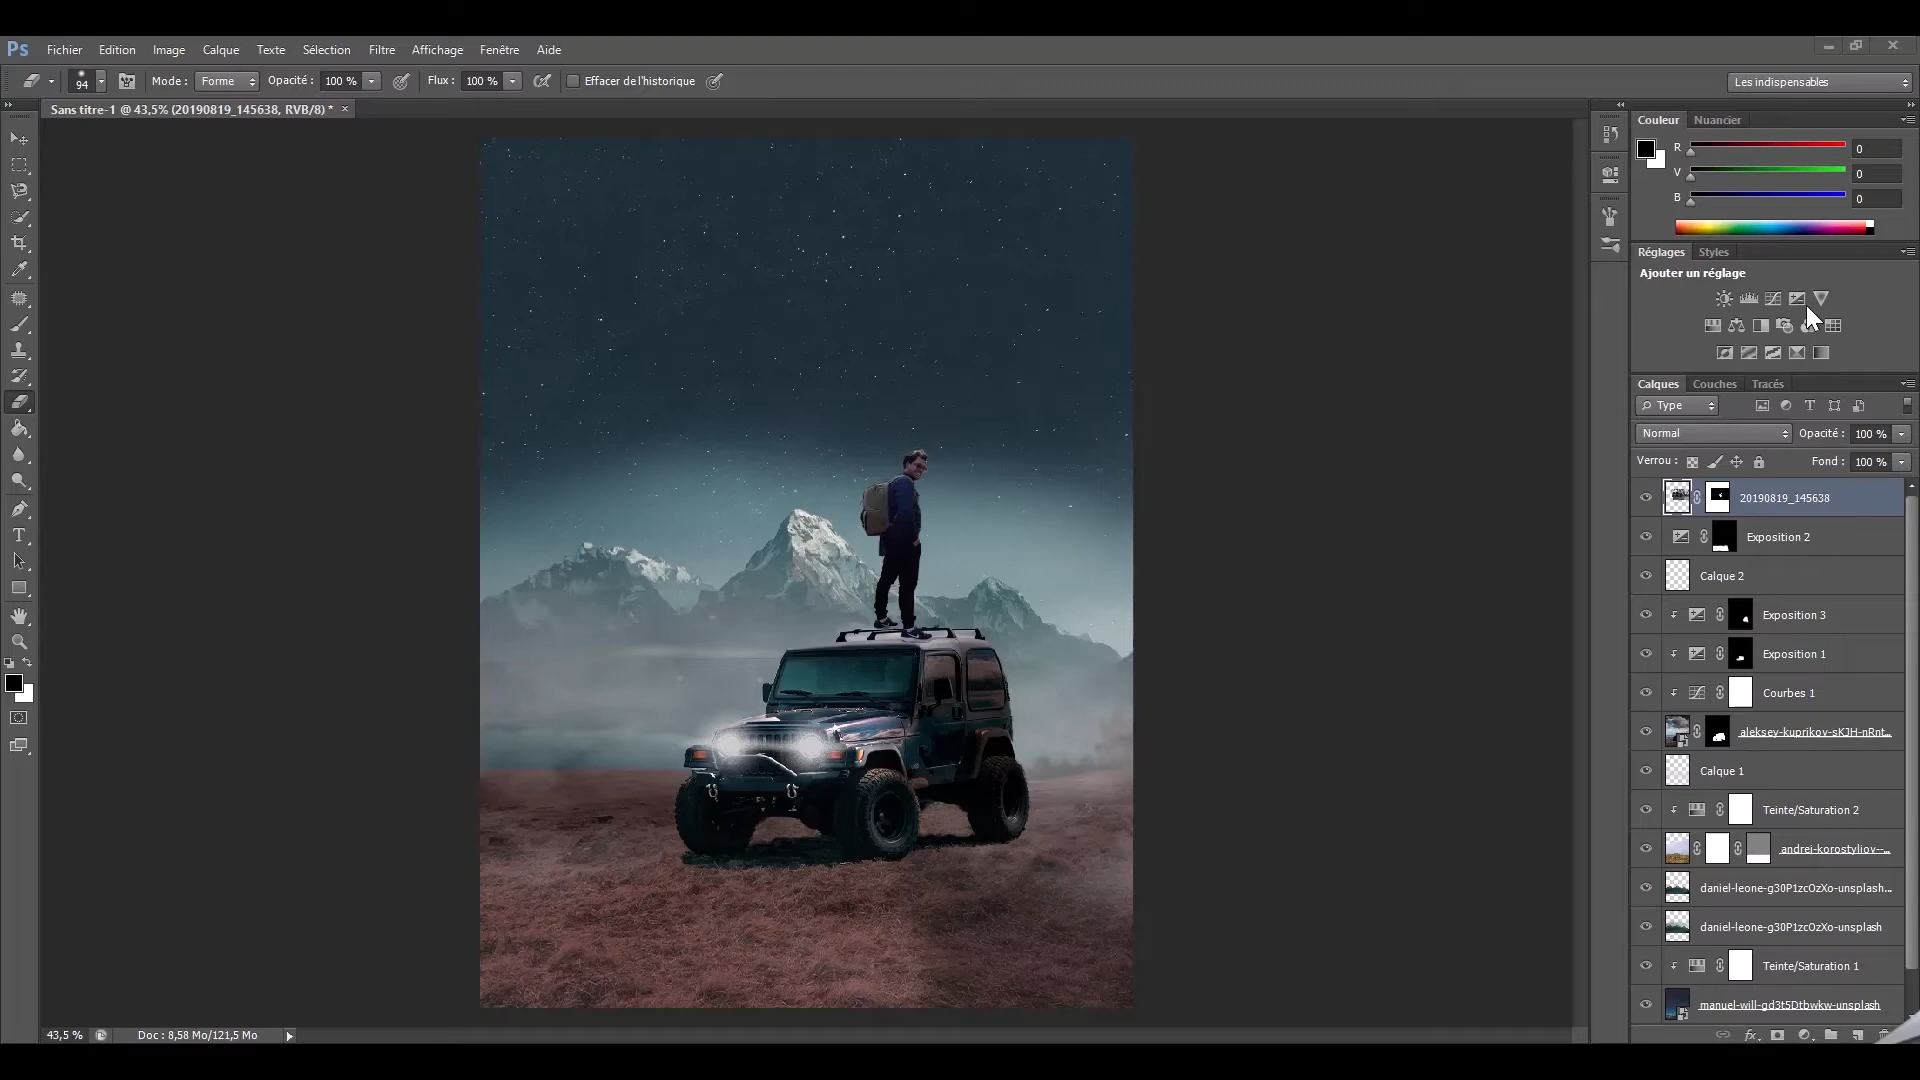 Ps Fichier Edition Image Calque Texte Sélection Filtre Affichage Fenêtre Aide
94 Mode : Forme Opacité : 100 % Flux : 100 % Effacer de l'historique Les indispensables
Sans titre-1 @ 43,5% (20190819_145638, RVB/8) * ×
Couleur Nuancier
R 0
V 0
B 0
Réglages Styles
Ajouter un réglage
Calques Couches Tracés
Type
Normal Opacité : 100 %
Verrou : Fond : 100 %
20190819_145638
Exposition 2
Calque 2
Exposition 3
Exposition 1
Courbes 1
aleksey-kuprikov-sKJH-nRnt...
Calque 1
Teinte/Saturation 2
andrei-korostyliov--...
daniel-leone-g30P1zcOzXo-unsplash...
daniel-leone-g30P1zcOzXo-unsplash
Teinte/Saturation 1
manuel-will-gd3t5Dtbwkw-unsplash
43,5 % Doc : 8,58 Mo/121,5 Mo
fx